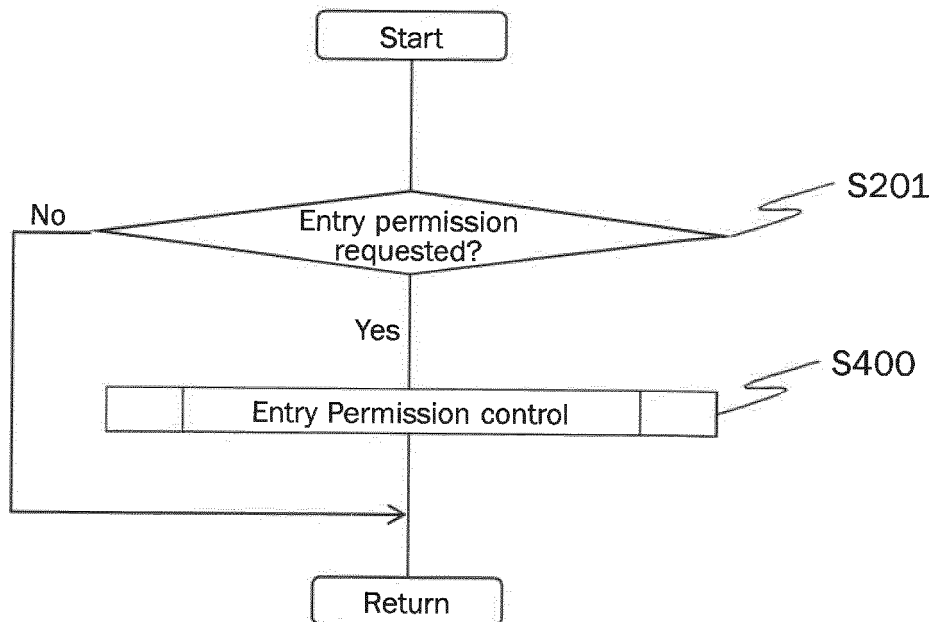 Start
S201
No
Entry permission
requested?
Yes
S400
Entry Permission control
Return